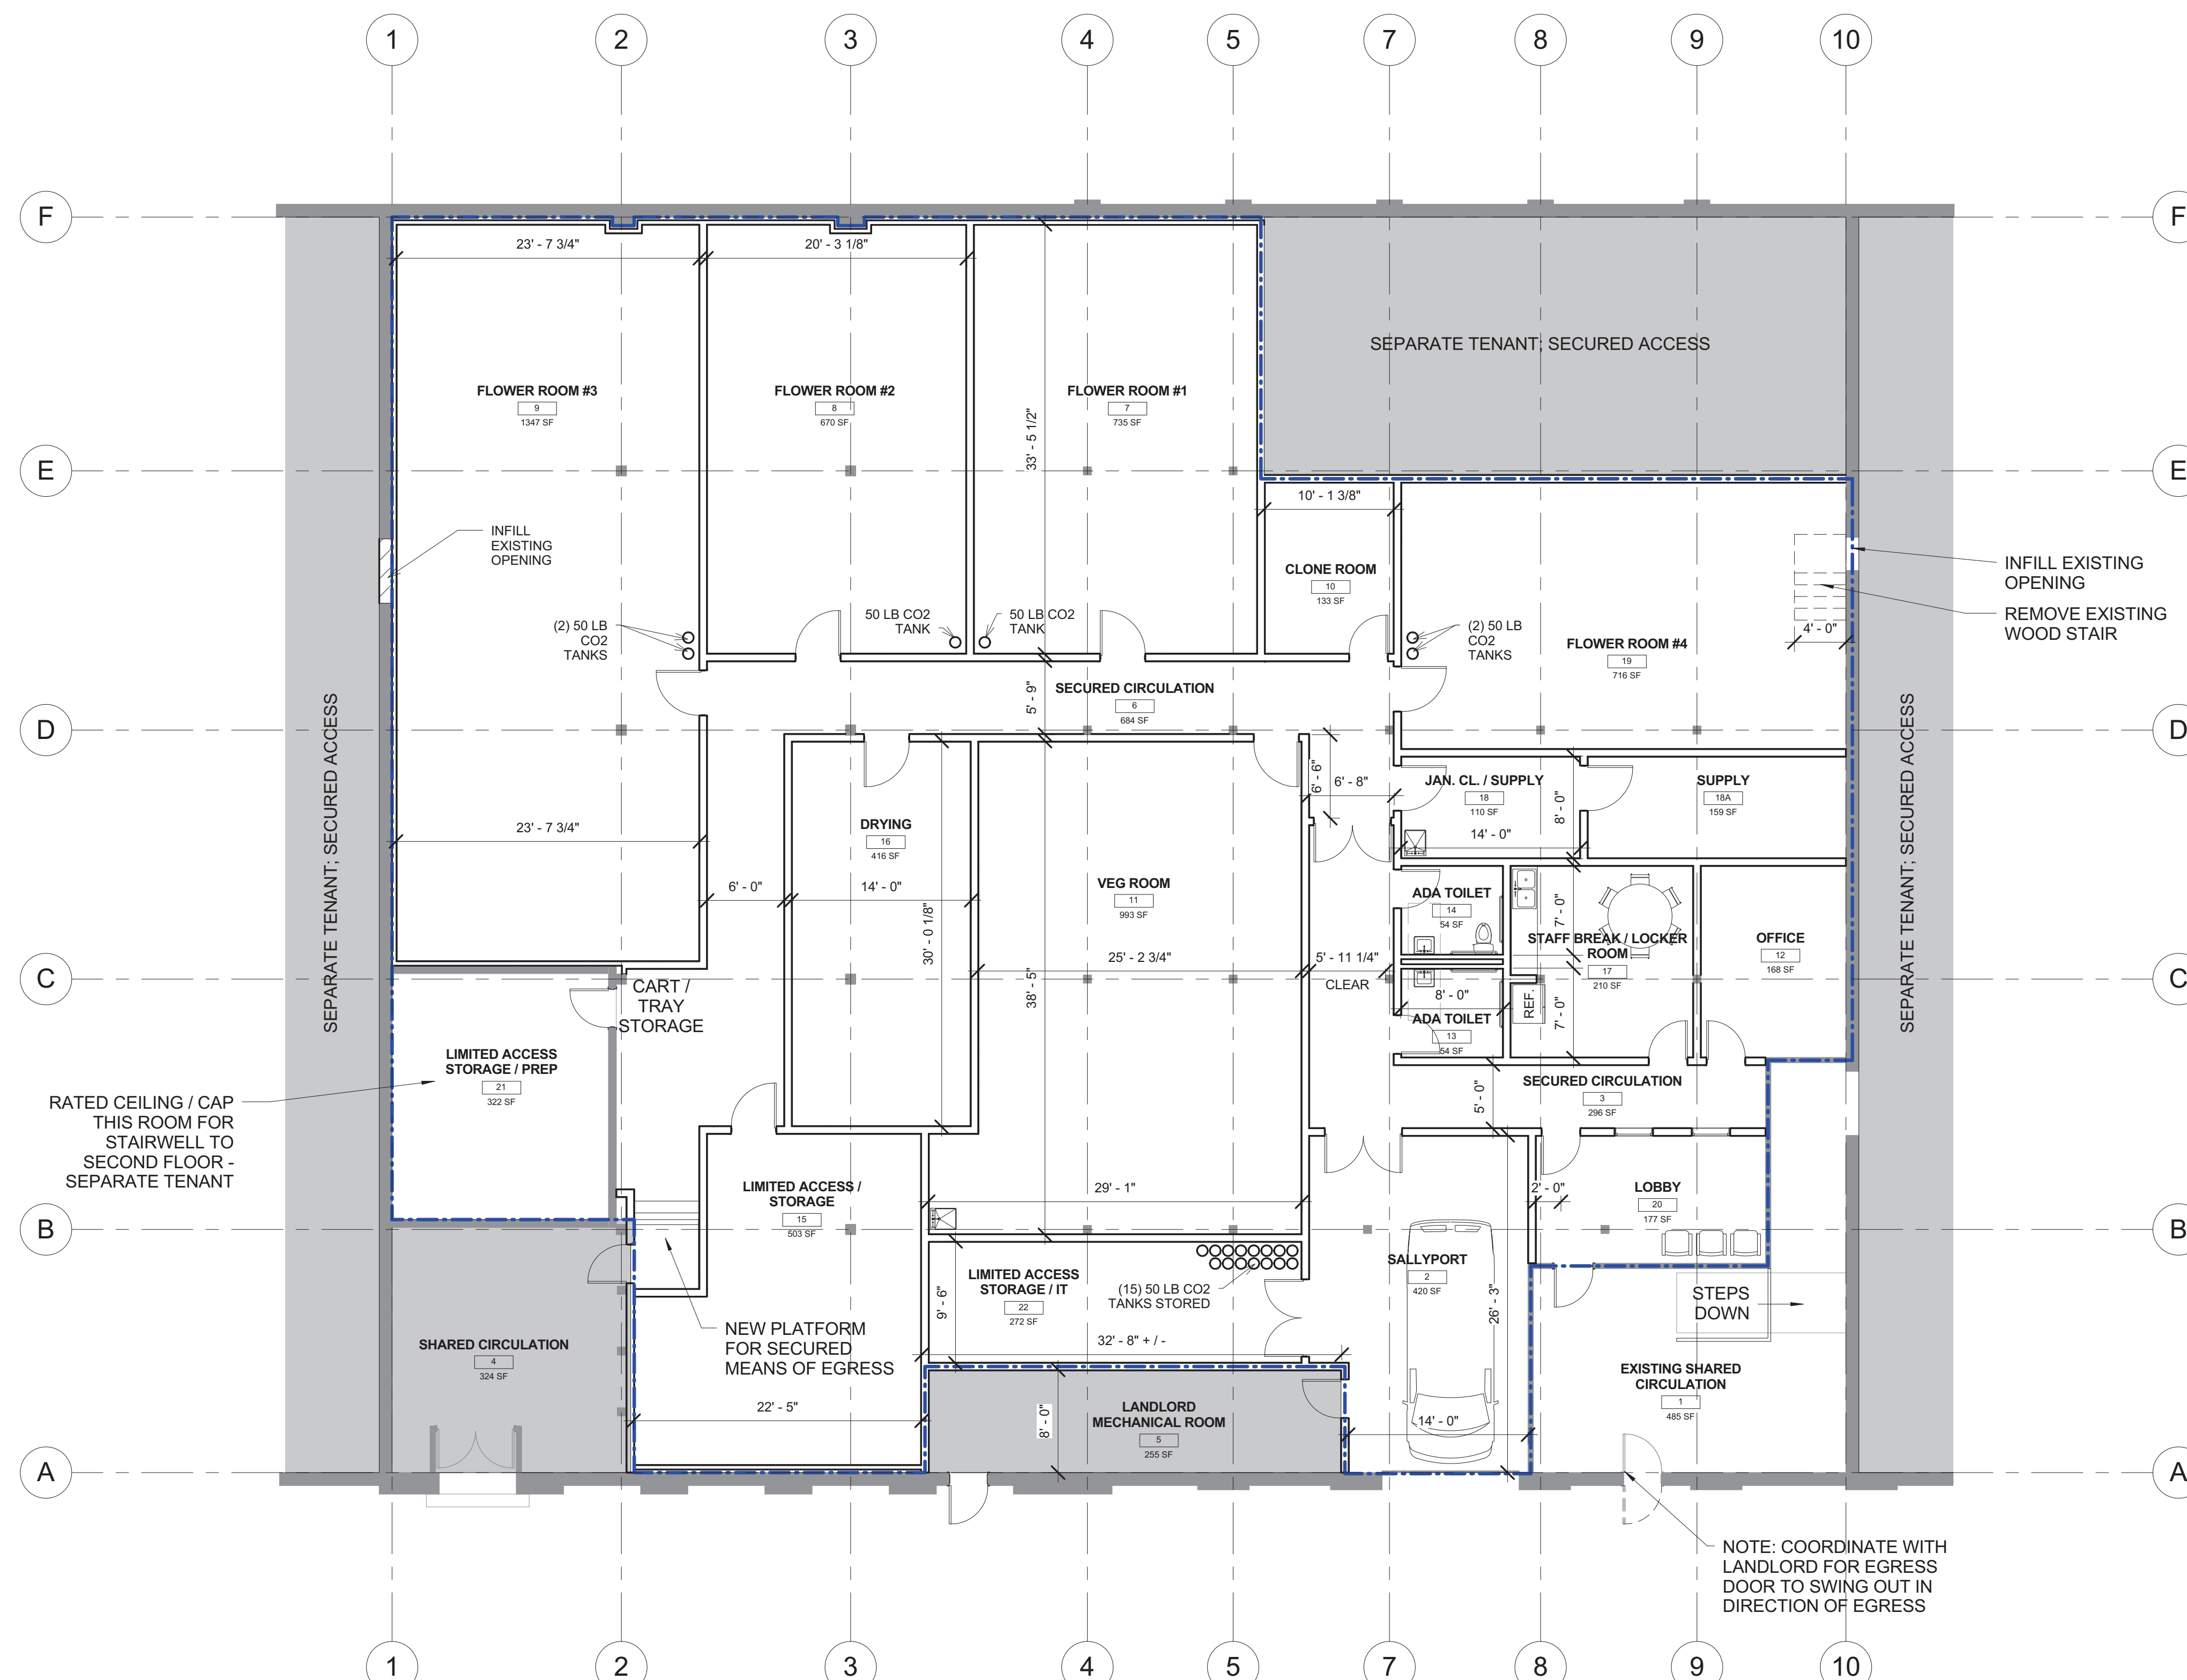 1 2 3 4 5 7 8 9 10
F F
23' - 7 3/4"
20' - 3 1/8"
SEPARATE TENANT; SECURED ACCESS
FLOWER ROOM #3
9
1347 SF
FLOWER ROOM #2
8
670 SF
FLOWER ROOM #1
7
735 SF
33' - 5 1/2"
E E
10' - 1 3/8"
INFILL
EXISTING
OPENING
CLONE ROOM
10
133 SF
INFILL EXISTING
OPENING
REMOVE EXISTING
WOOD STAIR
4' - 0"
(2) 50 LB
CO2
TANKS
50 LB CO2
TANK
50 LB CO2
TANK
(2) 50 LB
CO2
TANKS
FLOWER ROOM #4
19
716 SF
SECURED CIRCULATION
6
684 SF
5' - 9"
D D
SEPARATE TENANT; SECURED ACCESS
SEPARATE TENANT; SECURED ACCESS
6' - 6"
6' - 8"
JAN. CL. / SUPPLY
18
110 SF
14' - 0"
8' - 0"
SUPPLY
18A
159 SF
23' - 7 3/4"
DRYING
16
416 SF
6' - 0"
14' - 0"
30' - 0 1/8"
VEG ROOM
11
993 SF
25' - 2 3/4"
38' - 5"
5' - 11 1/4"
CLEAR
ADA TOILET
14
54 SF
7' - 0"
STAFF BREAK / LOCKER
ROOM
17
210 SF
OFFICE
12
168 SF
C C
CART /
TRAY
STORAGE
8' - 0"
REF.
7' - 0"
ADA TOILET
13
54 SF
LIMITED ACCESS
STORAGE / PREP
21
322 SF
RATED CEILING / CAP
THIS ROOM FOR
STAIRWELL TO
SECOND FLOOR -
SEPARATE TENANT
SECURED CIRCULATION
3
296 SF
5' - 0"
LIMITED ACCESS /
STORAGE
15
503 SF
29' - 1"
2' - 0"
LOBBY
20
177 SF
B B
LIMITED ACCESS
STORAGE / IT
22
272 SF
9' - 6"
(15) 50 LB CO2
TANKS STORED
SALLYPORT
2
420 SF
26' - 3"
STEPS
DOWN
32' - 8" + / -
NEW PLATFORM
FOR SECURED
MEANS OF EGRESS
SHARED CIRCULATION
4
324 SF
EXISTING SHARED
CIRCULATION
1
485 SF
22' - 5"
8' - 0"
LANDLORD
MECHANICAL ROOM
5
255 SF
14' - 0"
A A
NOTE: COORDINATE WITH
LANDLORD FOR EGRESS
DOOR TO SWING OUT IN
DIRECTION OF EGRESS
1 2 3 4 5 7 8 9 10